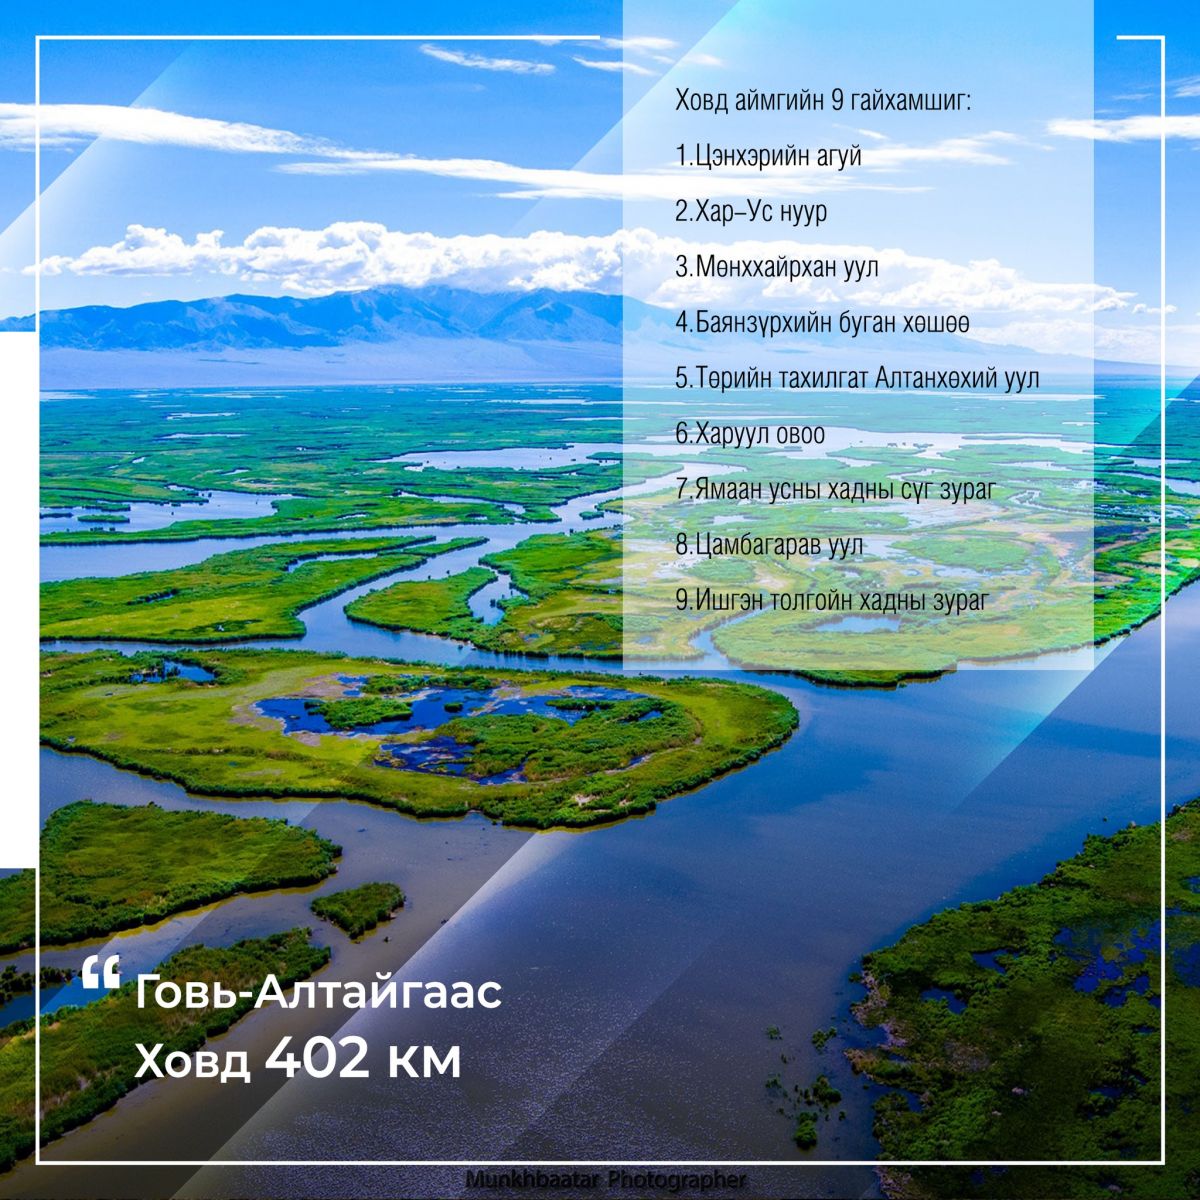 Ховд аймгийн 9 гайхамшиг:
1.Цэнхэрийн агуй
2.Хар–Ус нуур
3.Мөнххайрхан уул
4.Баянзүрхийн буган хөшөө
5.Төрийн тахилгат Алтанхөхий уул
6.Харуул овоо
7.Ямаан усны хадны сүг зураг
8.Цамбагарав уул
9.Ишгэн толгойн хадны зураг
“ Говь-Алтайгаас
Ховд 402 км
Munkhbaatar Photographer